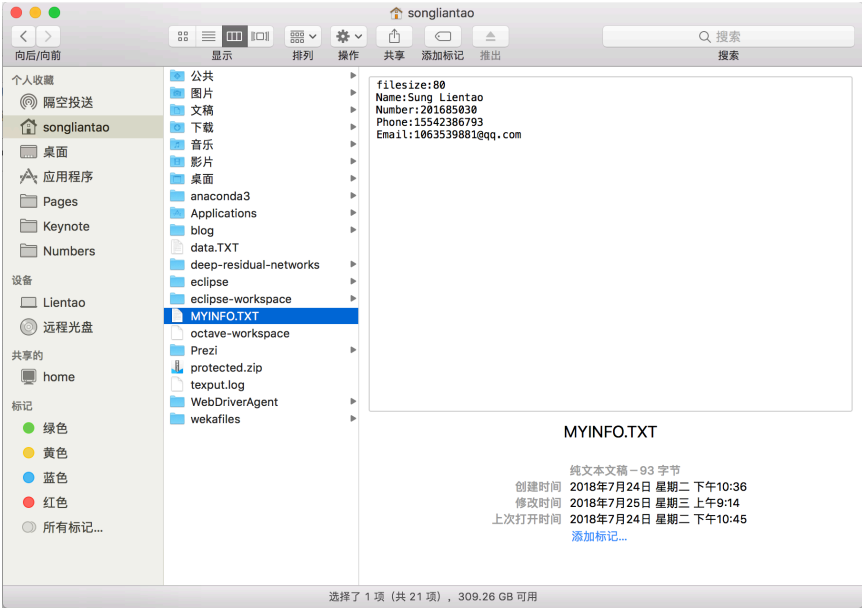 songliantao
搜索
向后/向前
显示
排列
操作
共享
添加标记
推出
搜索
个人收藏
隔空投送
songliantao
桌面
应用程序
Pages
Keynote
Numbers
设备
Lientao
远程光盘
共享的
home
标记
绿色
黄色
蓝色
红色
所有标记...
公共
图片
文稿
下载
音乐
影片
桌面
anaconda3
Applications
blog
data.TXT
deep-residual-networks
eclipse
eclipse-workspace
MYINFO.TXT
octave-workspace
Prezi
protected.zip
texput.log
WebDriverAgent
wekafiles
filesize:80
Name:Sung Lientao
Number:201685030
Phone:15542386793
Email:1063539881@qq.com
MYINFO.TXT
纯文本文稿 – 93 字节
创建时间 2018年7月24日 星期二 下午10:36
修改时间 2018年7月25日 星期三 上午9:14
上次打开时间 2018年7月24日 星期二 下午10:45
添加标记...
选择了 1 项（共 21 项），309.26 GB 可用